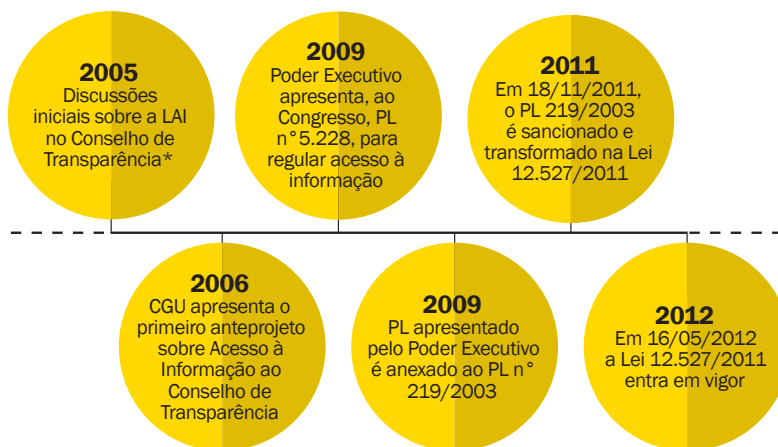 2005
Discussões
iniciais sobre a LAI
no Conselho de
Transparência*
2006
CGU apresenta o
primeiro anteprojeto
sobre Acesso à
Informação ao
Conselho de
Transparência
2009
Poder Executivo
apresenta, ao
Congresso, PL
n°5.228, para
regular acesso à
informação
2009
PL apresentado
pelo Poder Executivo
é anexado ao PL n°
219/2003
2011
Em 18/11/2011,
o PL 219/2003
é sancionado e
transformado na Lei
12.527/2011
2012
Em 16/05/2012
a Lei 12.527/2011
entra em vigor